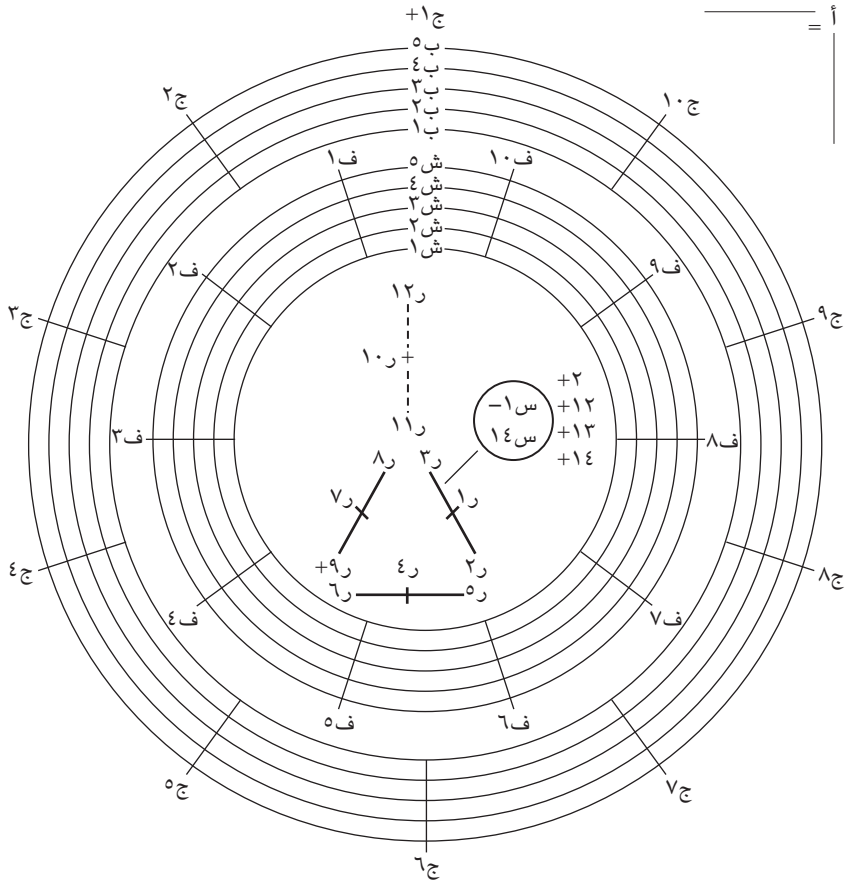 أ =
ج١+
ب٥
ب٤
ب٣
ب٢
ب١
ج٢
ج١٠
ف١
ش٥
ف١٠
ش٤
ش٣
ش٢
ش١
ف٢
ف٩
ر١٢
ج٣
ج٩
ر١٠ +
+٢
س١−
+١٢
ر١١
+١٣
س١٤
ف٣
ف٨
+١٤
ر٨
ر٣
ر٧
ر١
ج٤
ر٩+
ر٤
ر٢
ج٨
ر٦
ر٥
ف٤
ف٧
ف٥
ف٦
ج٥
ج٧
ج٦